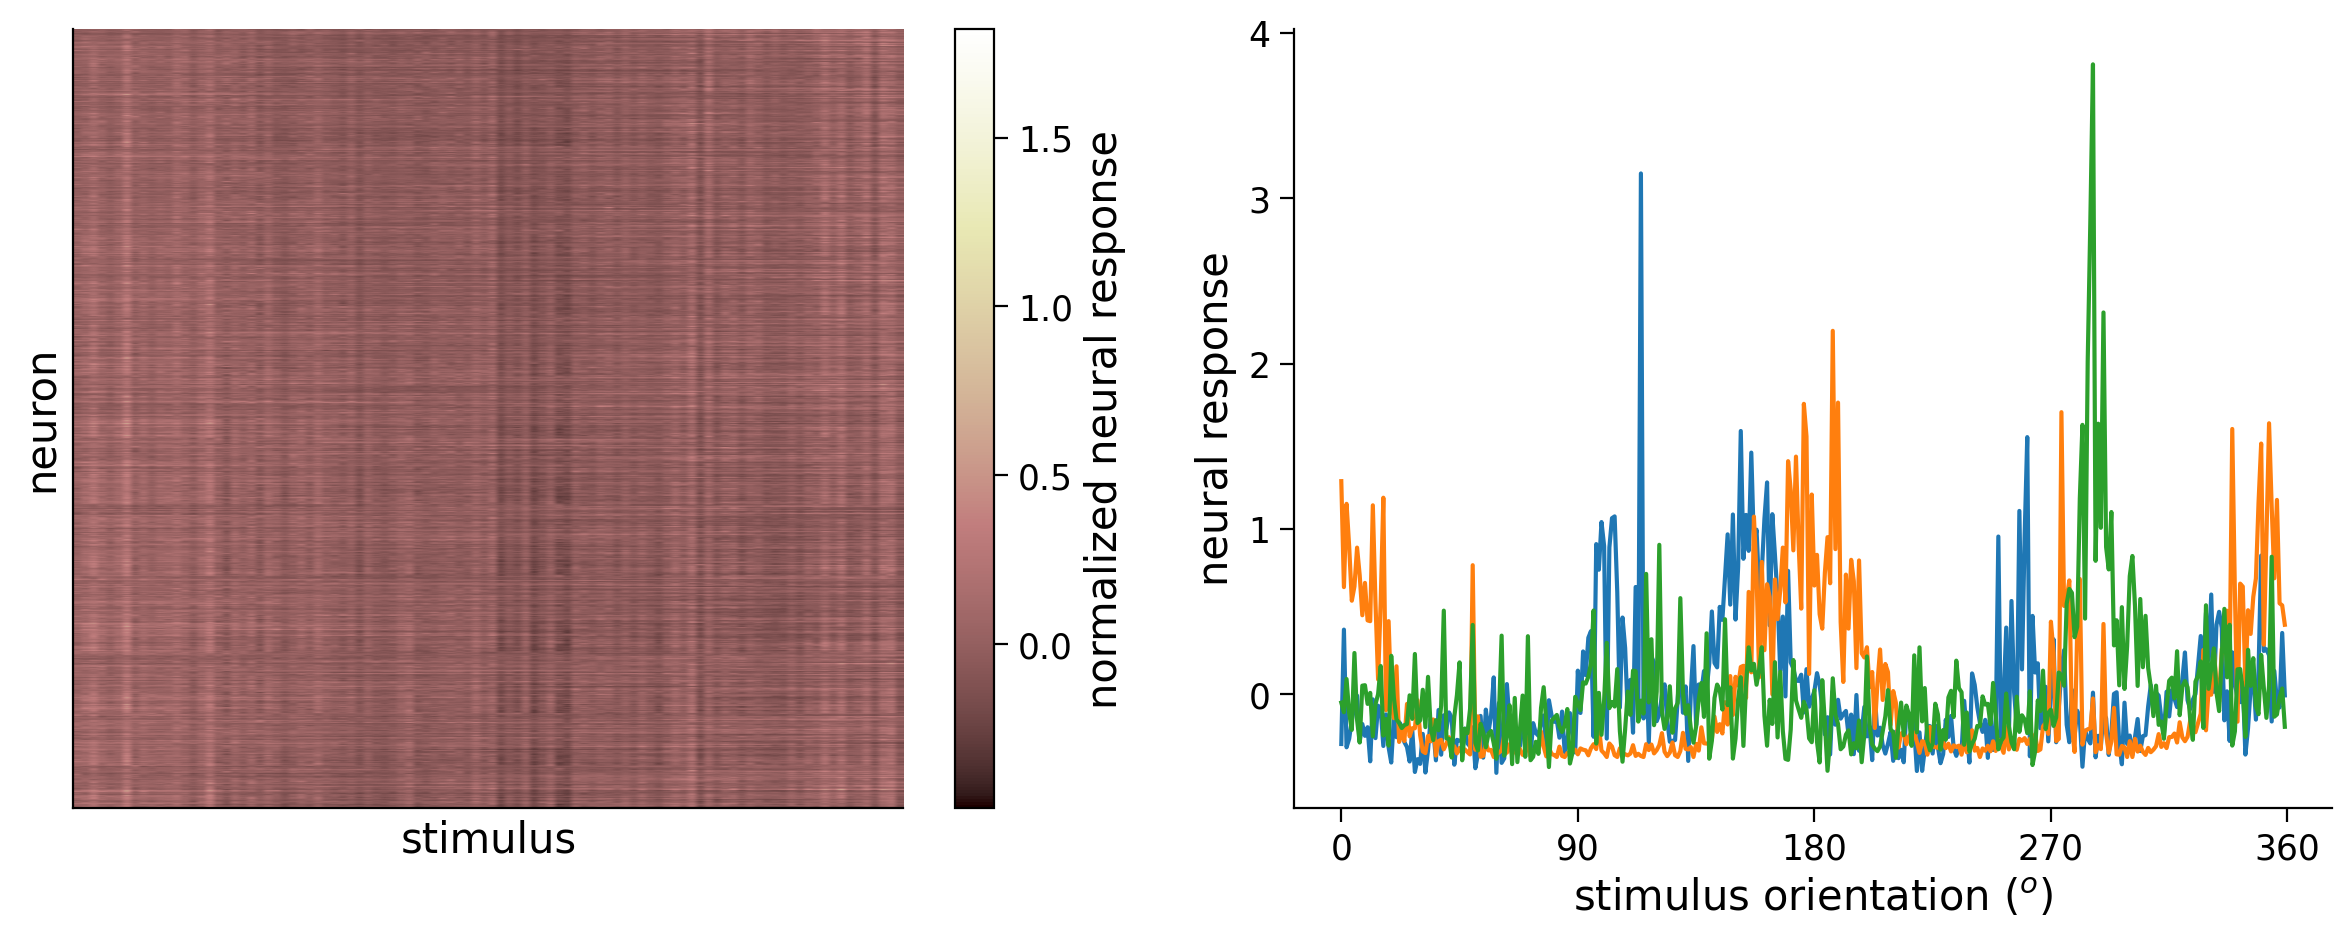 neuron
stimulus
1.5
1.0
0.5
0.0
normalized neural response
4
3
2
1
0
neural response
0 90 180 270 360
stimulus orientation (o)